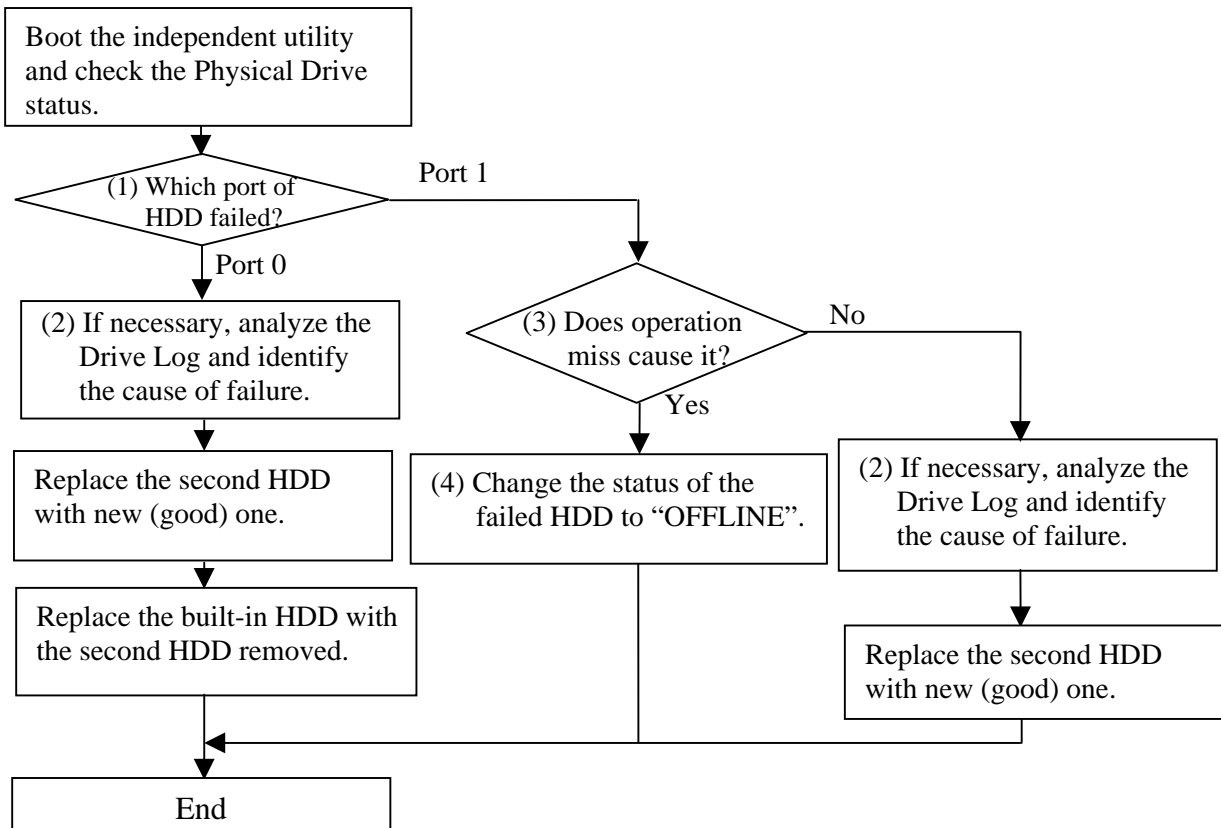 Boot the independent utility
and check the Physical Drive
status.
(1) Which port of
HDD failed?
Port 1
Port 0
(2) If necessary, analyze the
Drive Log and identify
the cause of failure.
Replace the second HDD
with new (good) one.
Replace the built-in HDD with
the second HDD removed.
(3) Does operation
miss cause it?
No
Yes
(4) Change the status of the
failed HDD to “OFFLINE”.
(2) If necessary, analyze the
Drive Log and identify
the cause of failure.
Replace the second HDD
with new (good) one.
End